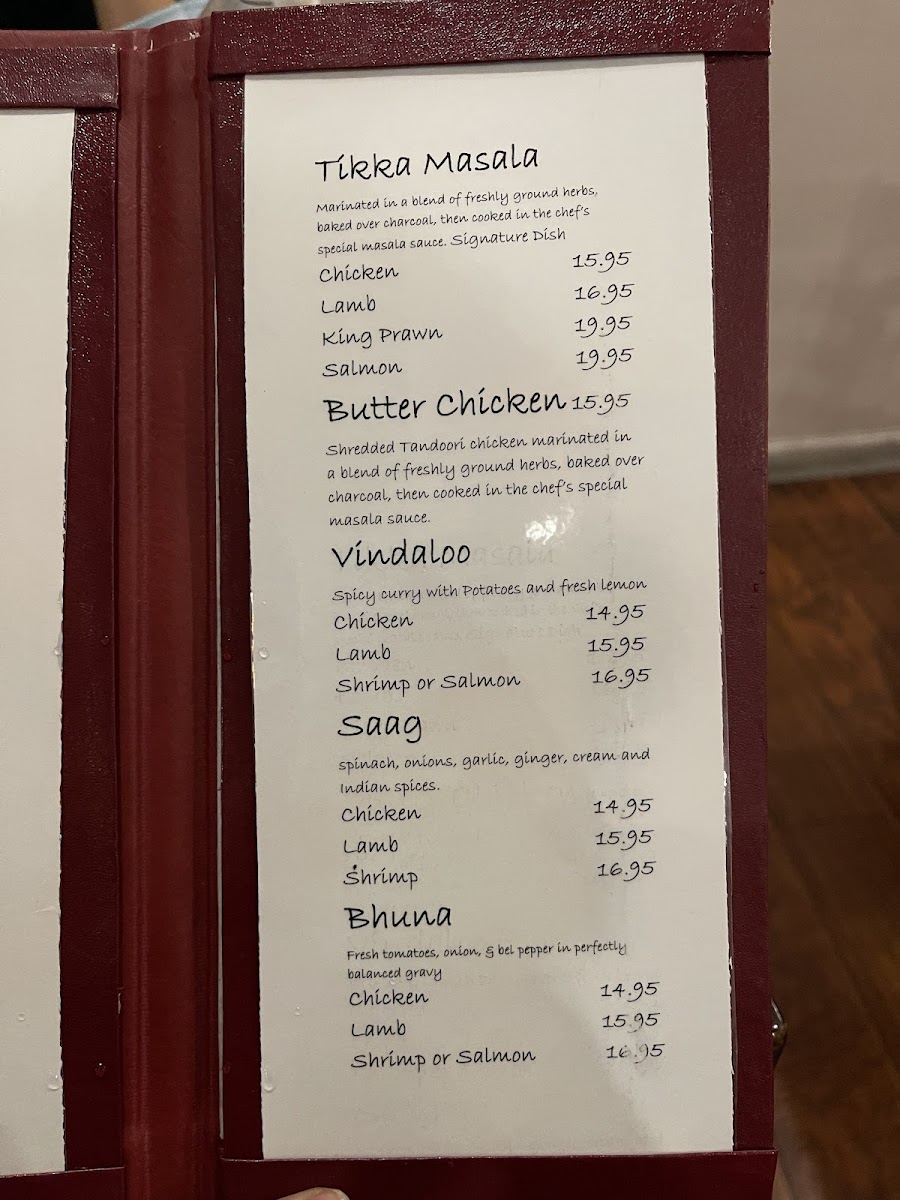 Tikka Masala
Marinated in a blend of freshly ground herbs,
baked over charcoal, then cooked in the chef's
special masala sauce. Signature Dish
Chicken 15.95
Lamb 16.95
King Prawn 19.95
Salmon 19.95
Butter Chicken 15.95
Shredded Tandoori chicken marinated in
a blend of freshly ground herbs, baked over
charcoal, then cooked in the chef's special
masala sauce.
Vindaloo
Spicy curry with Potatoes and fresh lemon
Chicken 14.95
Lamb 15.95
Shrimp or Salmon 16.95
Saag
spinach, onions, garlic, ginger, cream and
Indian spices.
Chicken 14.95
Lamb 15.95
Shrimp 16.95
Bhuna
Fresh tomatoes, onion, & bel pepper in perfectly
balanced gravy
Chicken 14.95
Lamb 15.95
Shrimp or Salmon 16.95